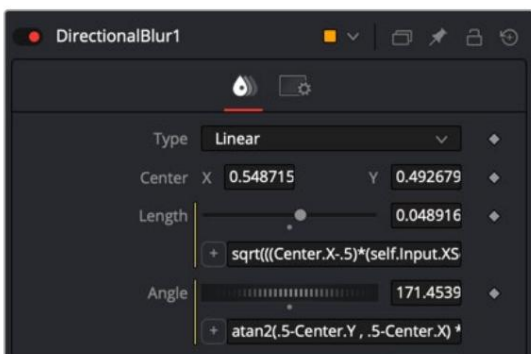 DirectionalBlur1
Type Linear
Center X 0.548715 Y 0.492679
Length 0.048916
+ sqrt(((Center.X-.5)*(self.Input.XS
Angle 171.4539
+ atan2(.5-Center.Y , .5-Center.X) *